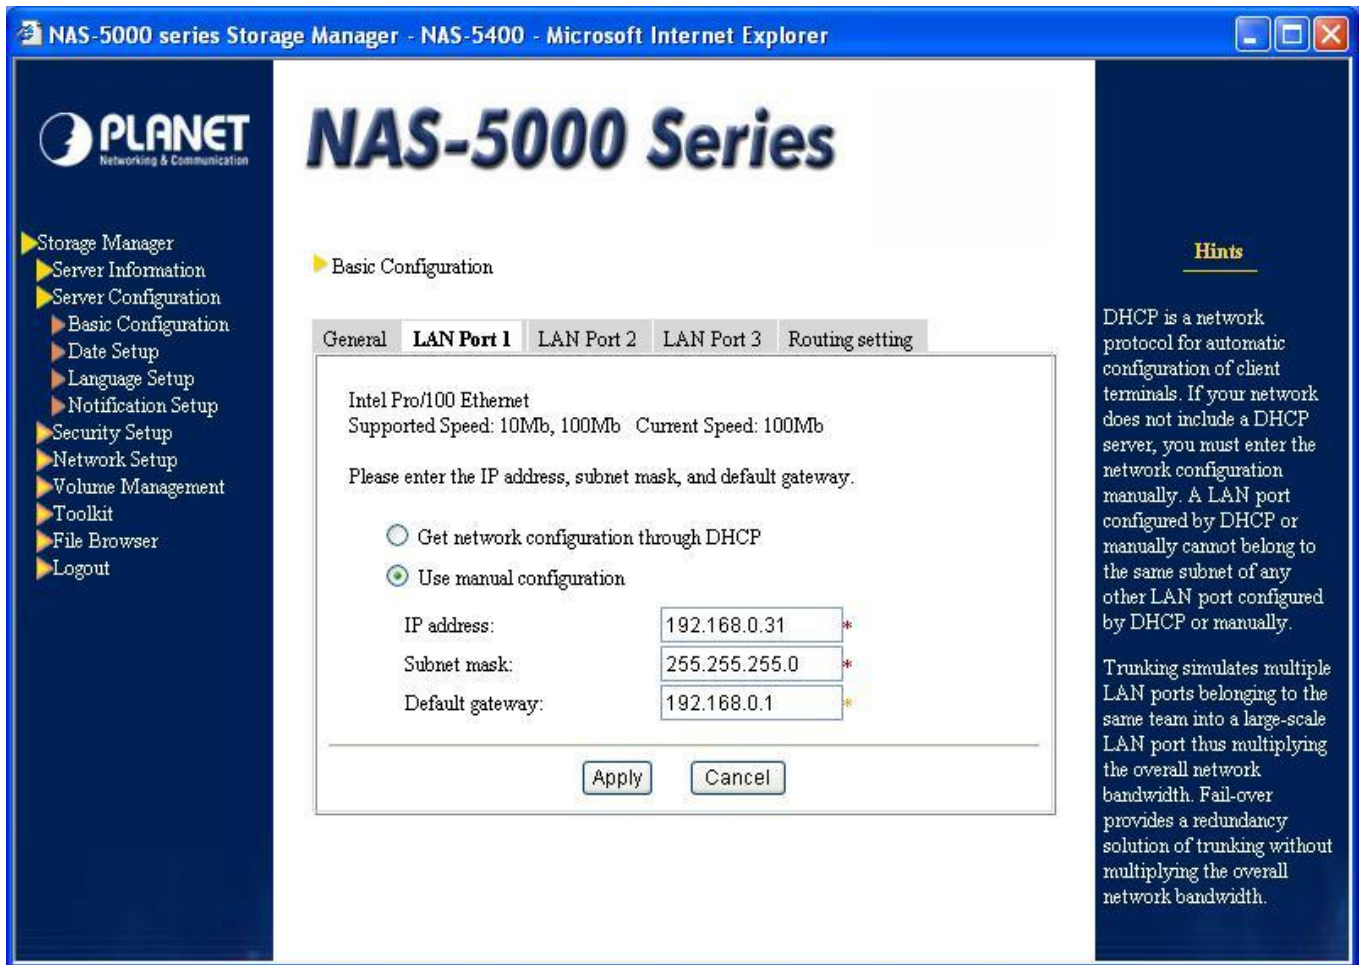 NAS-5000 series Storage Manager - NAS-5400 - Microsoft Internet Explorer
PLANET
Networking & Communication
NAS-5000 Series
Storage Manager
Server Information
Server Configuration
Basic Configuration
Date Setup
Language Setup
Notification Setup
Security Setup
Network Setup
Volume Management
Toolkit
File Browser
Logout
Basic Configuration
General LAN Port 1 LAN Port 2 LAN Port 3 Routing setting
Intel Pro/100 Ethernet
Supported Speed: 10Mb, 100Mb Current Speed: 100Mb
Please enter the IP address, subnet mask, and default gateway.
Get network configuration through DHCP
Use manual configuration
IP address: 192.168.0.31 *
Subnet mask: 255.255.255.0 *
Default gateway: 192.168.0.1 *
Apply Cancel
Hints
DHCP is a network
protocol for automatic
configuration of client
terminals. If your network
does not include a DHCP
server, you must enter the
network configuration
manually. A LAN port
configured by DHCP or
manually cannot belong to
the same subnet of any
other LAN port configured
by DHCP or manually.
Trunking simulates multiple
LAN ports belonging to the
same team into a large-scale
LAN port thus multiplying
the overall network
bandwidth. Fail-over
provides a redundancy
solution of trunking without
multiplying the overall
network bandwidth.